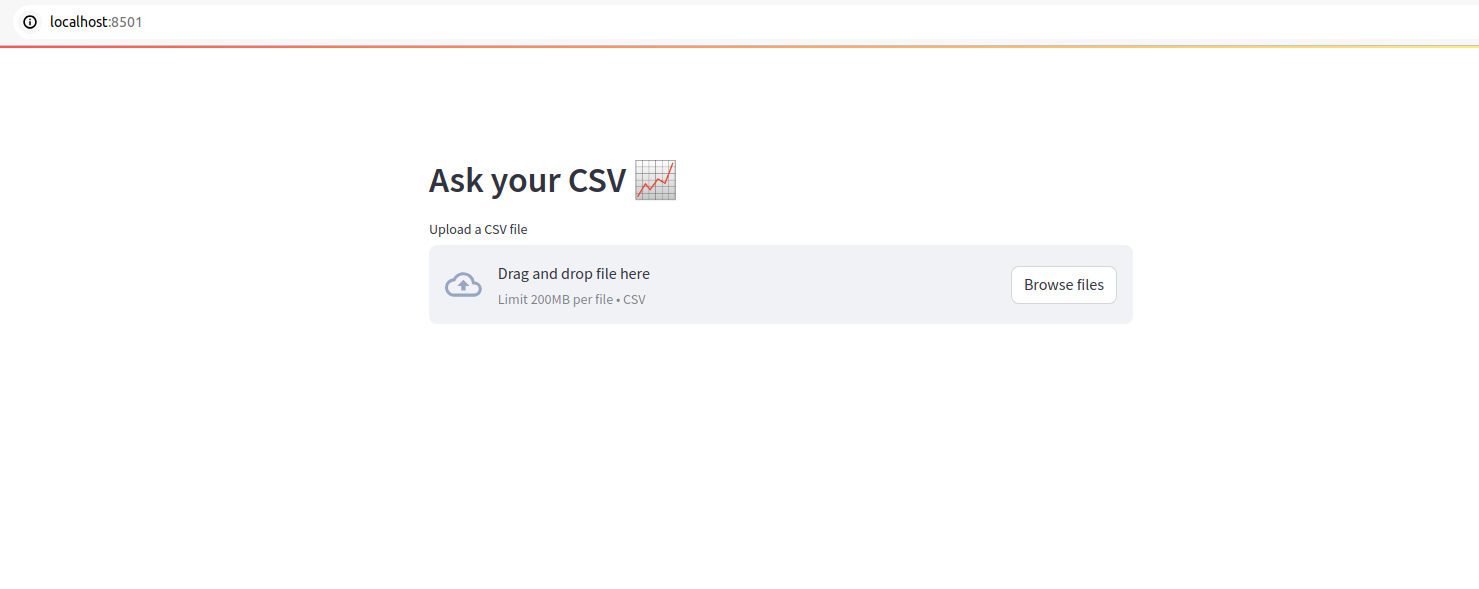 localhost:8501
Ask your CSV 📈
Upload a CSV file
Drag and drop file here
Limit 200MB per file • CSV
Browse files